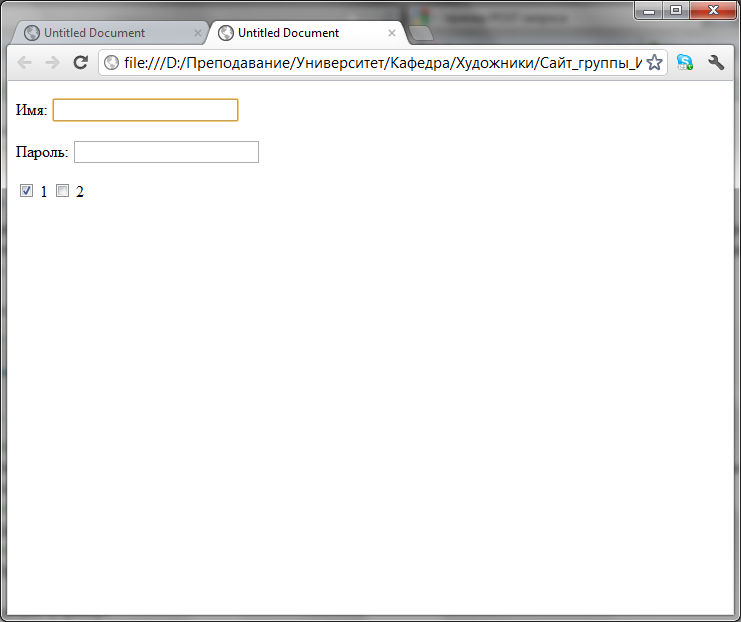 Untitled Document Untitled Document
file:///D:/Преподавание/Университет/Кафедра/Художники/Сайт_группы_И
Имя:
Пароль:
1 2